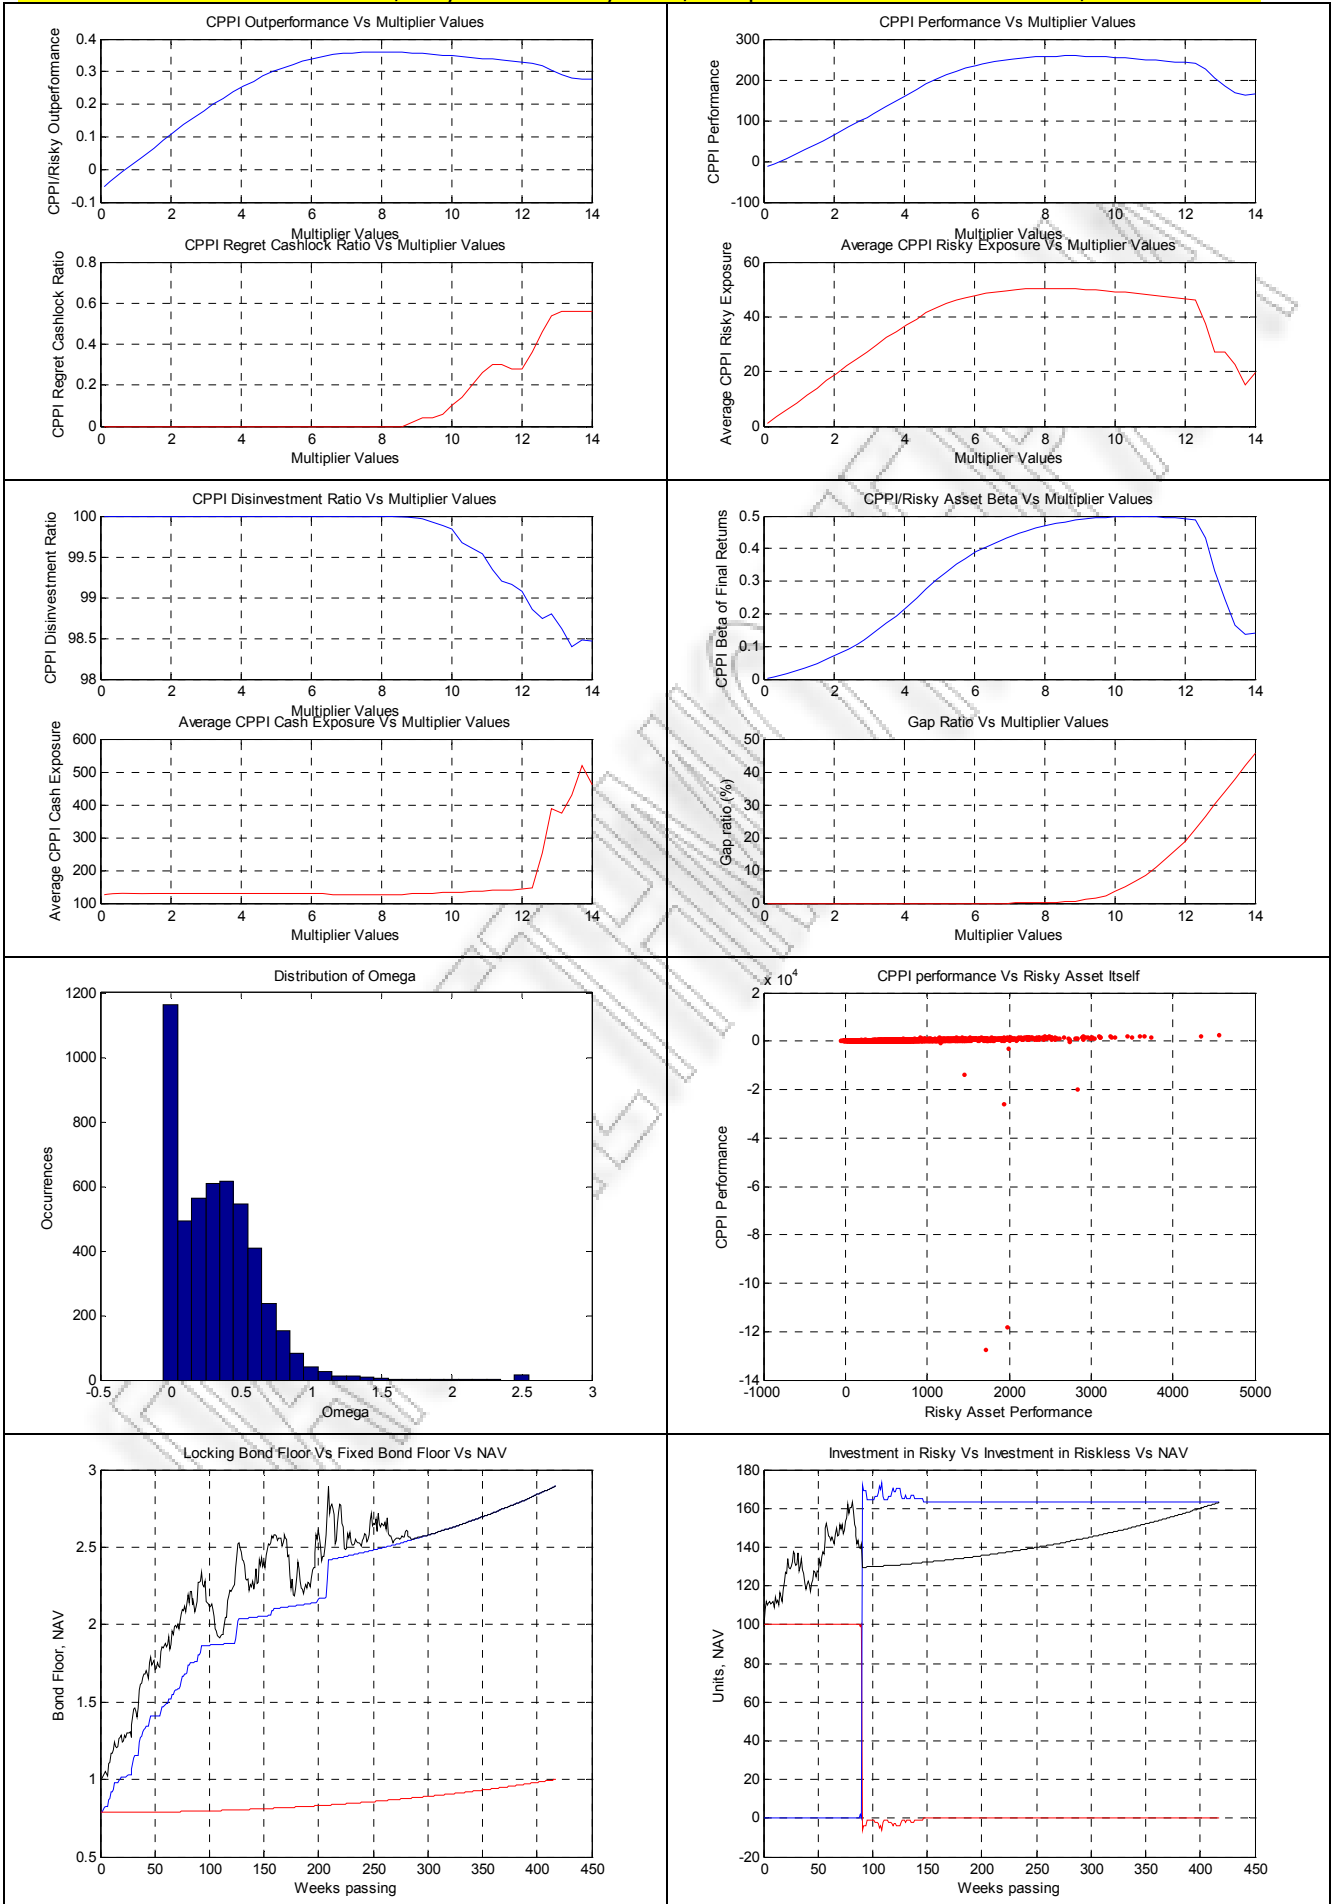 CPPI Outperformance Vs Multiplier Values
CPPI/Risky Outperformance
0.4
0.3
0.2
0.1
0
-0.1
0 2 4 6 8 10 12 14
Multiplier Values
CPPI Regret Cashlock Ratio Vs Multiplier Values
CPPI Regret Cashlock Ratio
0.8
0.6
0.4
0.2
0
0 2 4 6 8 10 12 14
Multiplier Values
CPPI Performance Vs Multiplier Values
CPPI Performance
300
200
100
0
-100
0 2 4 6 8 10 12 14
Multiplier Values
Average CPPI Risky Exposure Vs Multiplier Values
Average CPPI Risky Exposure
60
40
20
0
0 2 4 6 8 10 12 14
Multiplier Values
CPPI Disinvestment Ratio Vs Multiplier Values
CPPI Disinvestment Ratio
100
99.5
99
98.5
98
0 2 4 6 8 10 12 14
Multiplier Values
Average CPPI Cash Exposure Vs Multiplier Values
Average CPPI Cash Exposure
600
500
400
300
200
100
0 2 4 6 8 10 12 14
Multiplier Values
CPPI/Risky Asset Beta Vs Multiplier Values
CPPI Beta of Final Returns
0.5
0.4
0.3
0.2
0.1
0
0 2 4 6 8 10 12 14
Gap Ratio Vs Multiplier Values
Gap ratio (%)
50
40
30
20
10
0
0 2 4 6 8 10 12 14
Multiplier Values
Distribution of Omega
Occurrences
1200
1000
800
600
400
200
0
-0.5 0 0.5 1 1.5 2 2.5 3
Omega
CPPI performance Vs Risky Asset Itself
x 10^4
CPPI Performance
2
0
-2
-4
-6
-8
-10
-12
-14
-1000 0 1000 2000 3000 4000 5000
Risky Asset Performance
Locking Bond Floor Vs Fixed Bond Floor Vs NAV
Bond Floor, NAV
3
2.5
2
1.5
1
0.5
0 50 100 150 200 250 300 350 400 450
Weeks passing
Investment in Risky Vs Investment in Riskless Vs NAV
Units, NAV
180
160
140
120
100
80
60
40
20
0
-20
0 50 100 150 200 250 300 350 400 450
Weeks passing